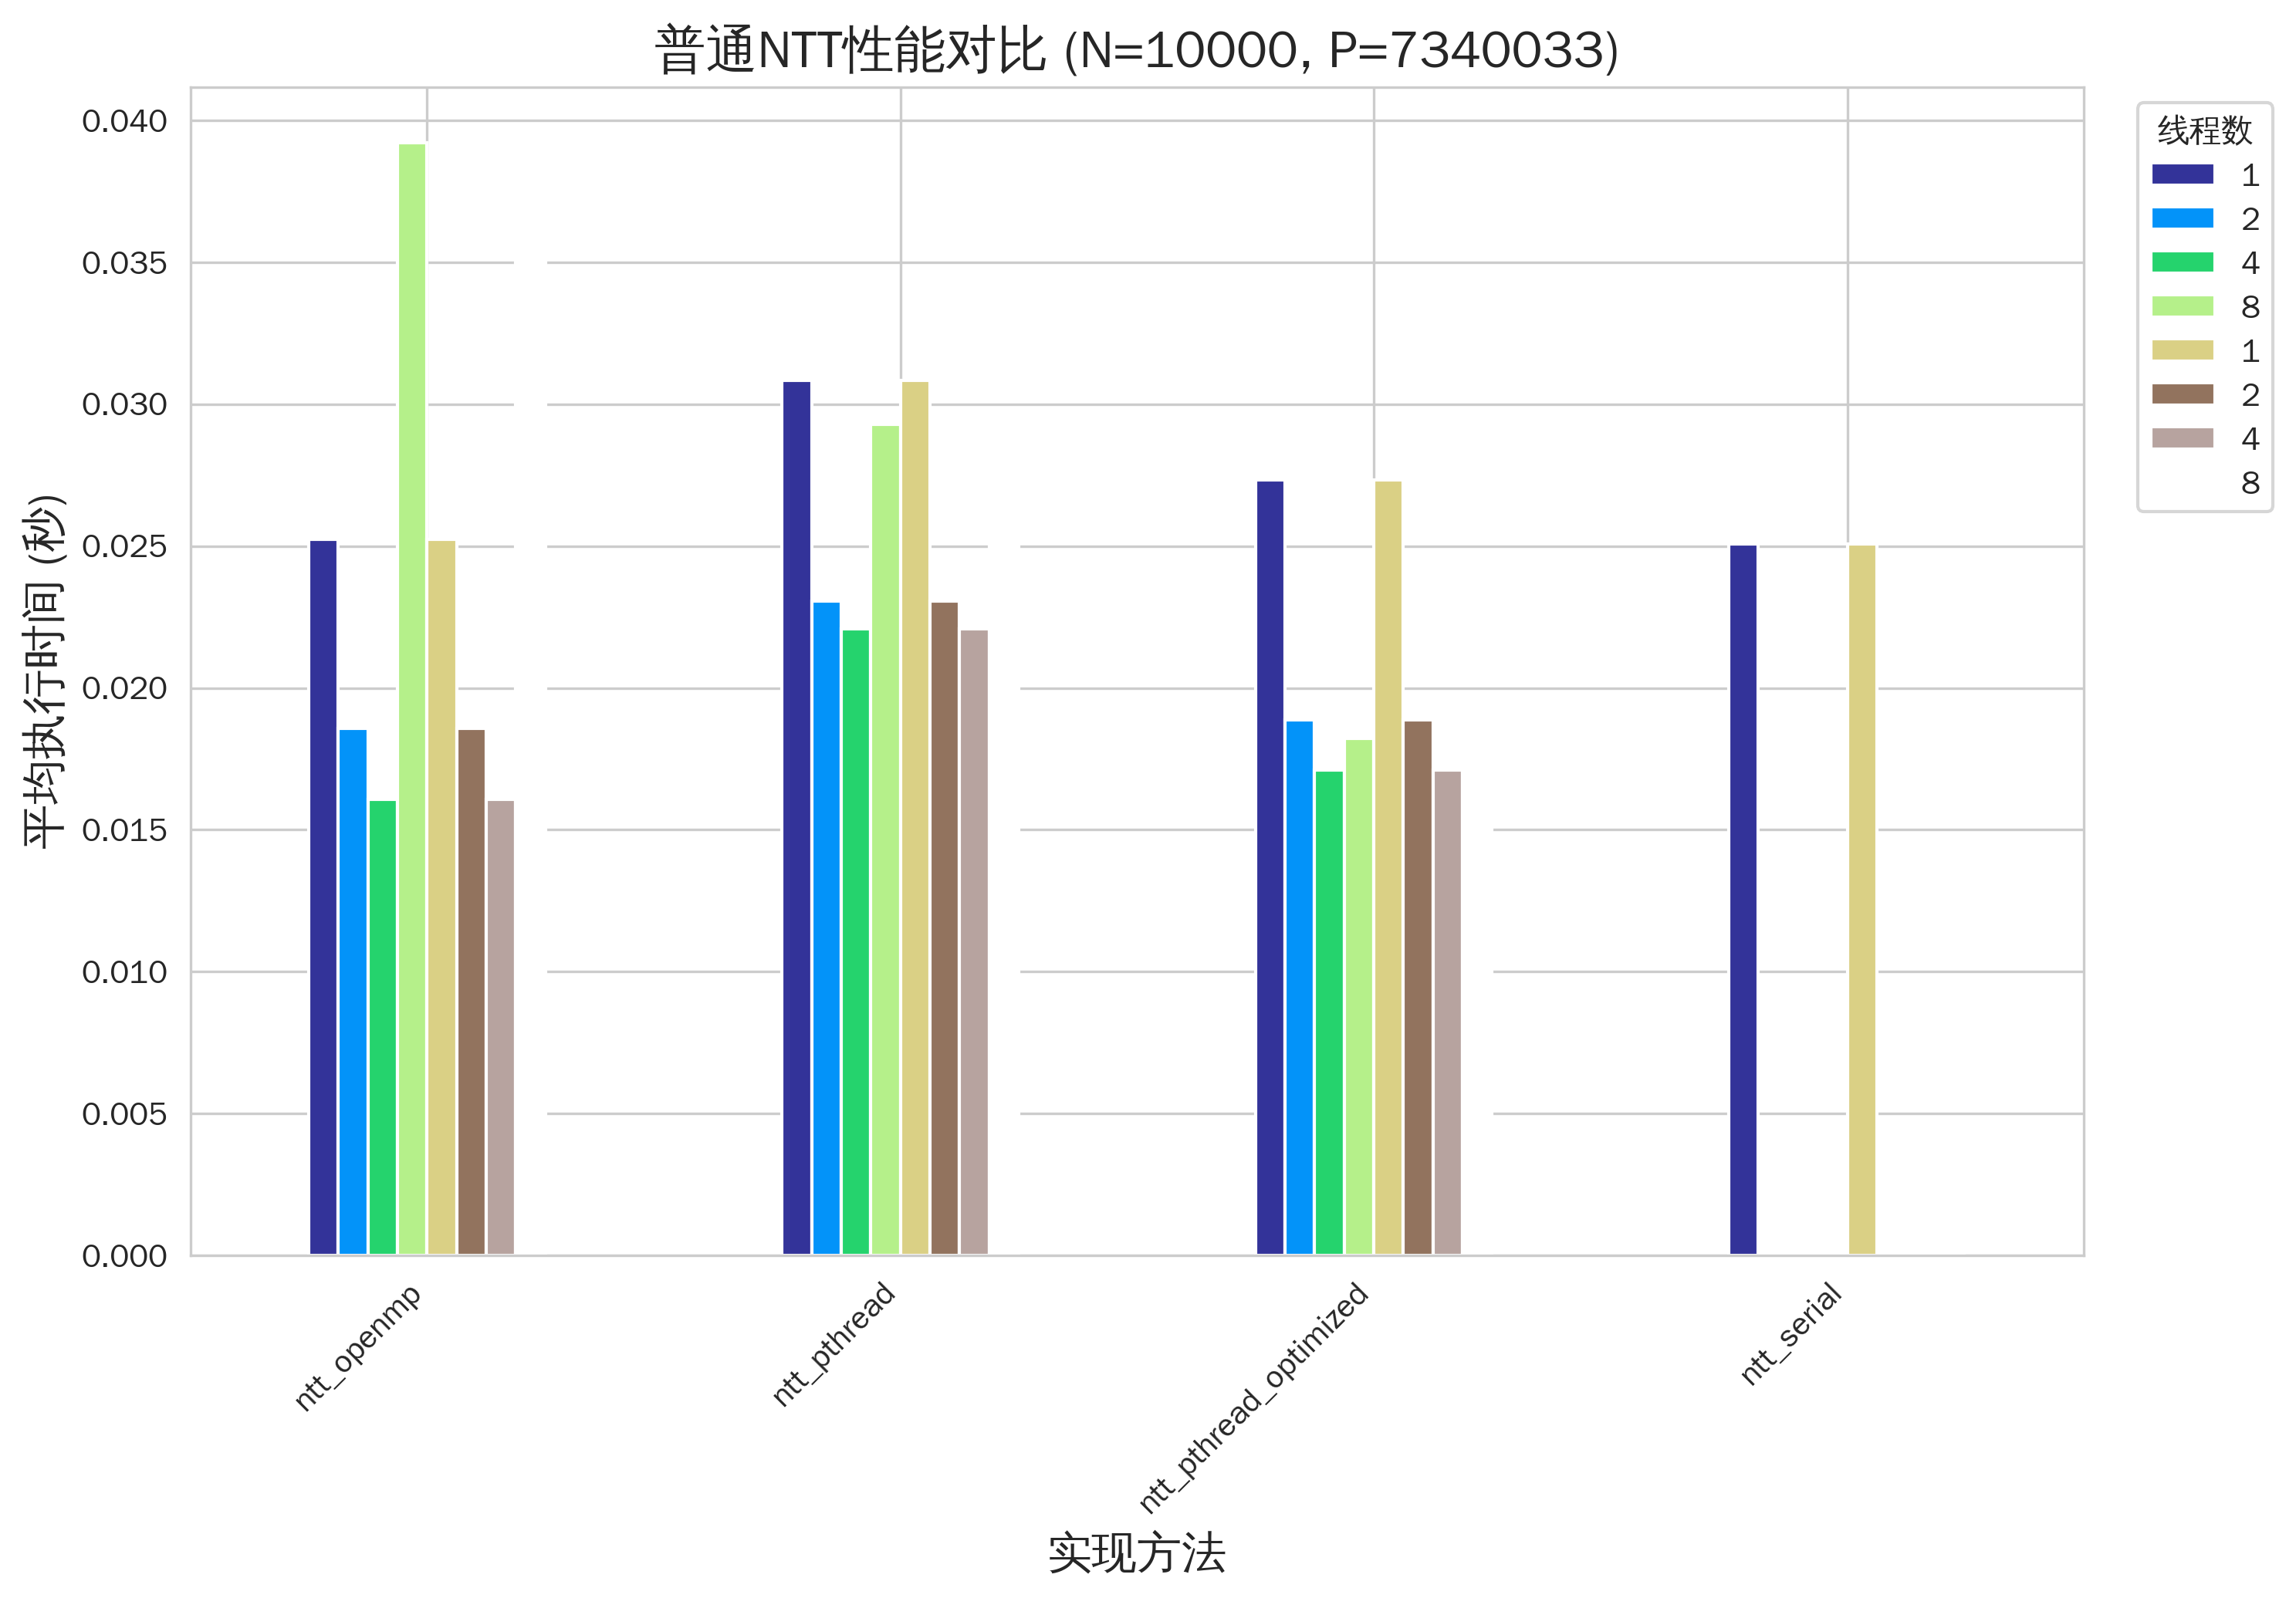 普通NTT性能对比 (N=10000, P=7340033)
平均执行时间 (秒)
0.040
0.035
0.030
0.025
0.020
0.015
0.010
0.005
0.000
ntt_openmp
ntt_pthread
ntt_pthread_optimized
ntt_serial
实现方法
线程数
1
2
4
8
1
2
4
8